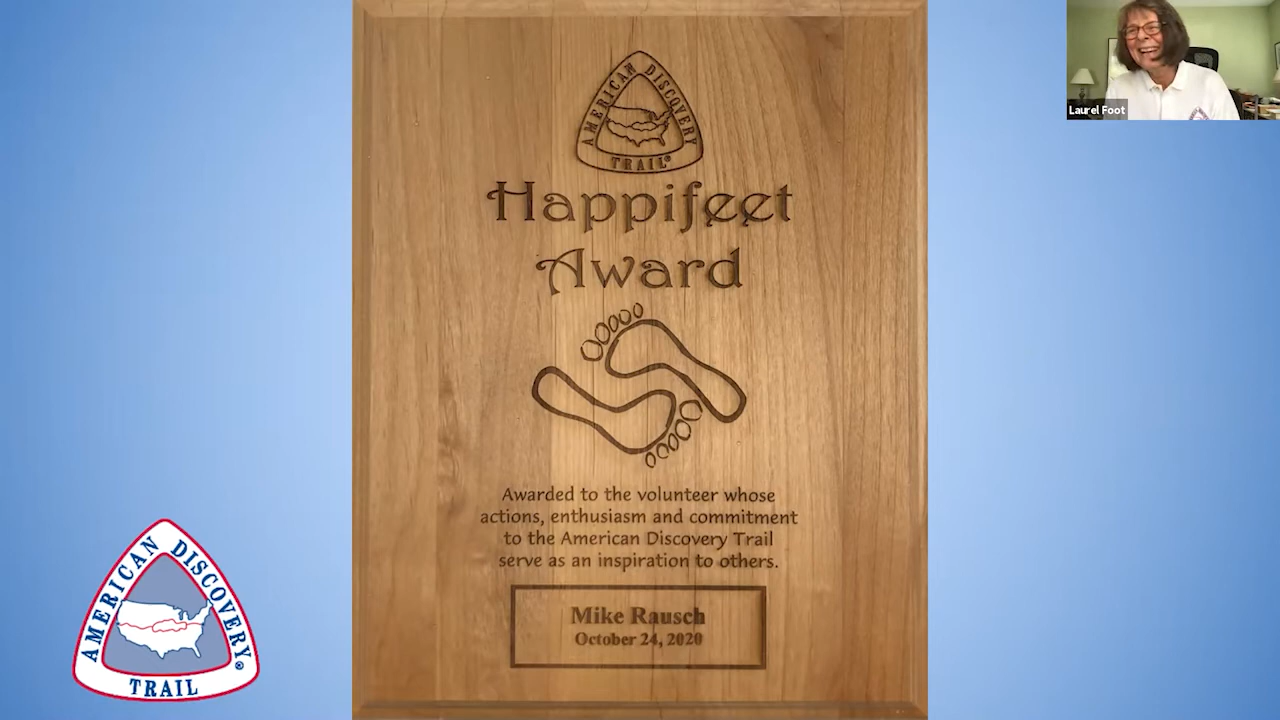 AMERICAN DISCOVERY
TRAIL®
Happifeet
Award
Awarded to the volunteer whose
actions, enthusiasm and commitment
to the American Discovery Trail
serve as an inspiration to others.
Mike Rausch
October 24, 2020
AMERICAN DISCOVERY®
TRAIL
Laurel Foot